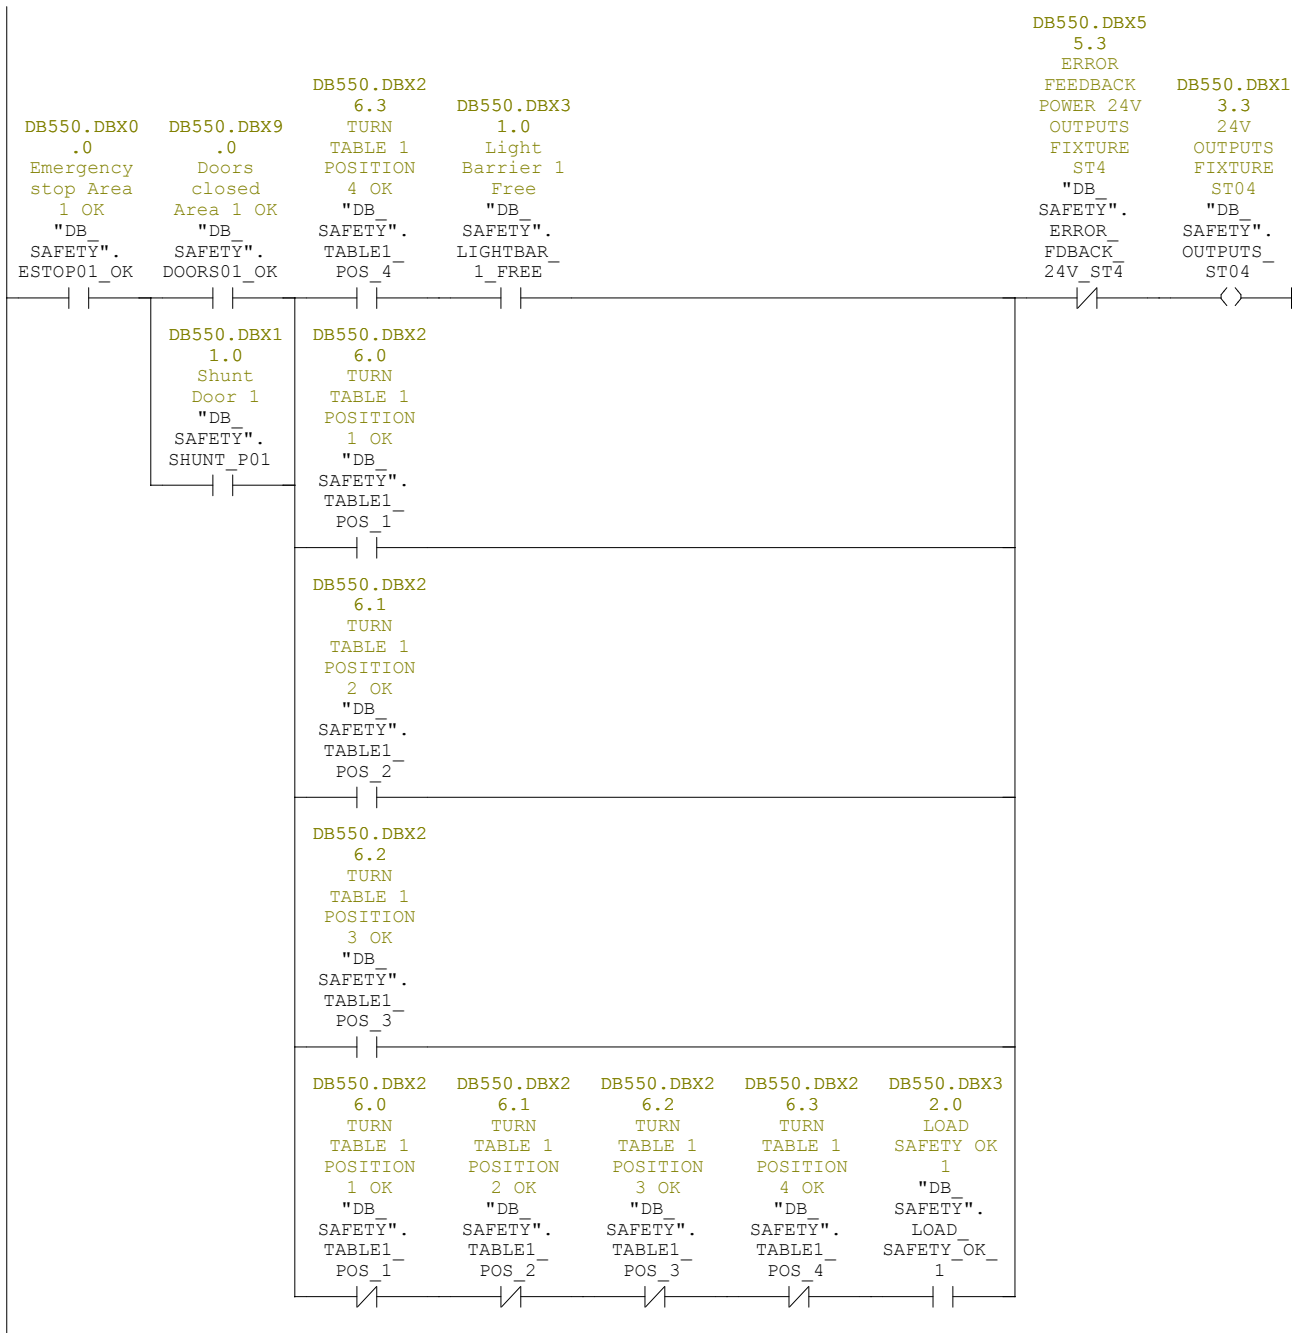 DB550.DBX0
.0
Emergency
stop Area
1 OK
"DB_
SAFETY".
ESTOP01_OK
DB550.DBX9
.0
Doors
closed
Area 1 OK
"DB_
SAFETY".
DOORS01_OK
DB550.DBX2
6.3
TURN
TABLE 1
POSITION
4 OK
"DB_
SAFETY".
TABLE1_
POS_4
DB550.DBX3
1.0
Light
Barrier 1
Free
"DB_
SAFETY".
LIGHTBAR_
1_FREE
DB550.DBX5
5.3
ERROR
FEEDBACK
POWER 24V
OUTPUTS
FIXTURE
ST4
"DB_
SAFETY".
ERROR_
FDBACK_
24V_ST4
DB550.DBX1
3.3
24V
OUTPUTS
FIXTURE
ST04
"DB_
SAFETY".
OUTPUTS_
ST04
DB550.DBX1
1.0
Shunt
Door 1
"DB_
SAFETY".
SHUNT_P01
DB550.DBX2
6.0
TURN
TABLE 1
POSITION
1 OK
"DB_
SAFETY".
TABLE1_
POS_1
DB550.DBX2
6.1
TURN
TABLE 1
POSITION
2 OK
"DB_
SAFETY".
TABLE1_
POS_2
DB550.DBX2
6.2
TURN
TABLE 1
POSITION
3 OK
"DB_
SAFETY".
TABLE1_
POS_3
DB550.DBX2
6.0
TURN
TABLE 1
POSITION
1 OK
"DB_
SAFETY".
TABLE1_
POS_1
DB550.DBX2
6.1
TURN
TABLE 1
POSITION
2 OK
"DB_
SAFETY".
TABLE1_
POS_2
DB550.DBX2
6.2
TURN
TABLE 1
POSITION
3 OK
"DB_
SAFETY".
TABLE1_
POS_3
DB550.DBX2
6.3
TURN
TABLE 1
POSITION
4 OK
"DB_
SAFETY".
TABLE1_
POS_4
DB550.DBX3
2.0
LOAD
SAFETY OK
1
"DB_
SAFETY".
LOAD_
SAFETY_OK_
1